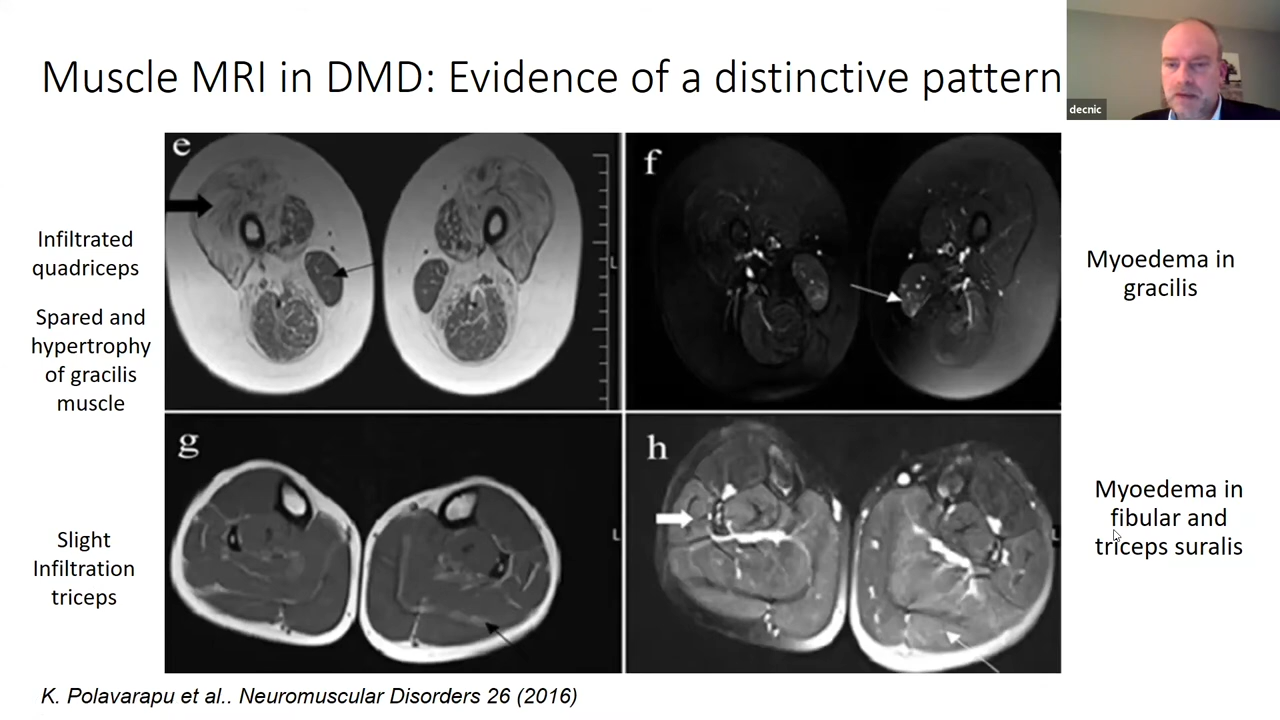 Muscle MRI in DMD: Evidence of a distinctive pattern
decnic
e
f
L
Infiltrated
quadriceps
Spared and
hypertrophy
of gracilis
muscle
Myoedema in
gracilis
g
h
L
L
Slight
Infiltration
triceps
Myoedema in
fibular and
triceps suralis
K. Polavarapu et al.. Neuromuscular Disorders 26 (2016)